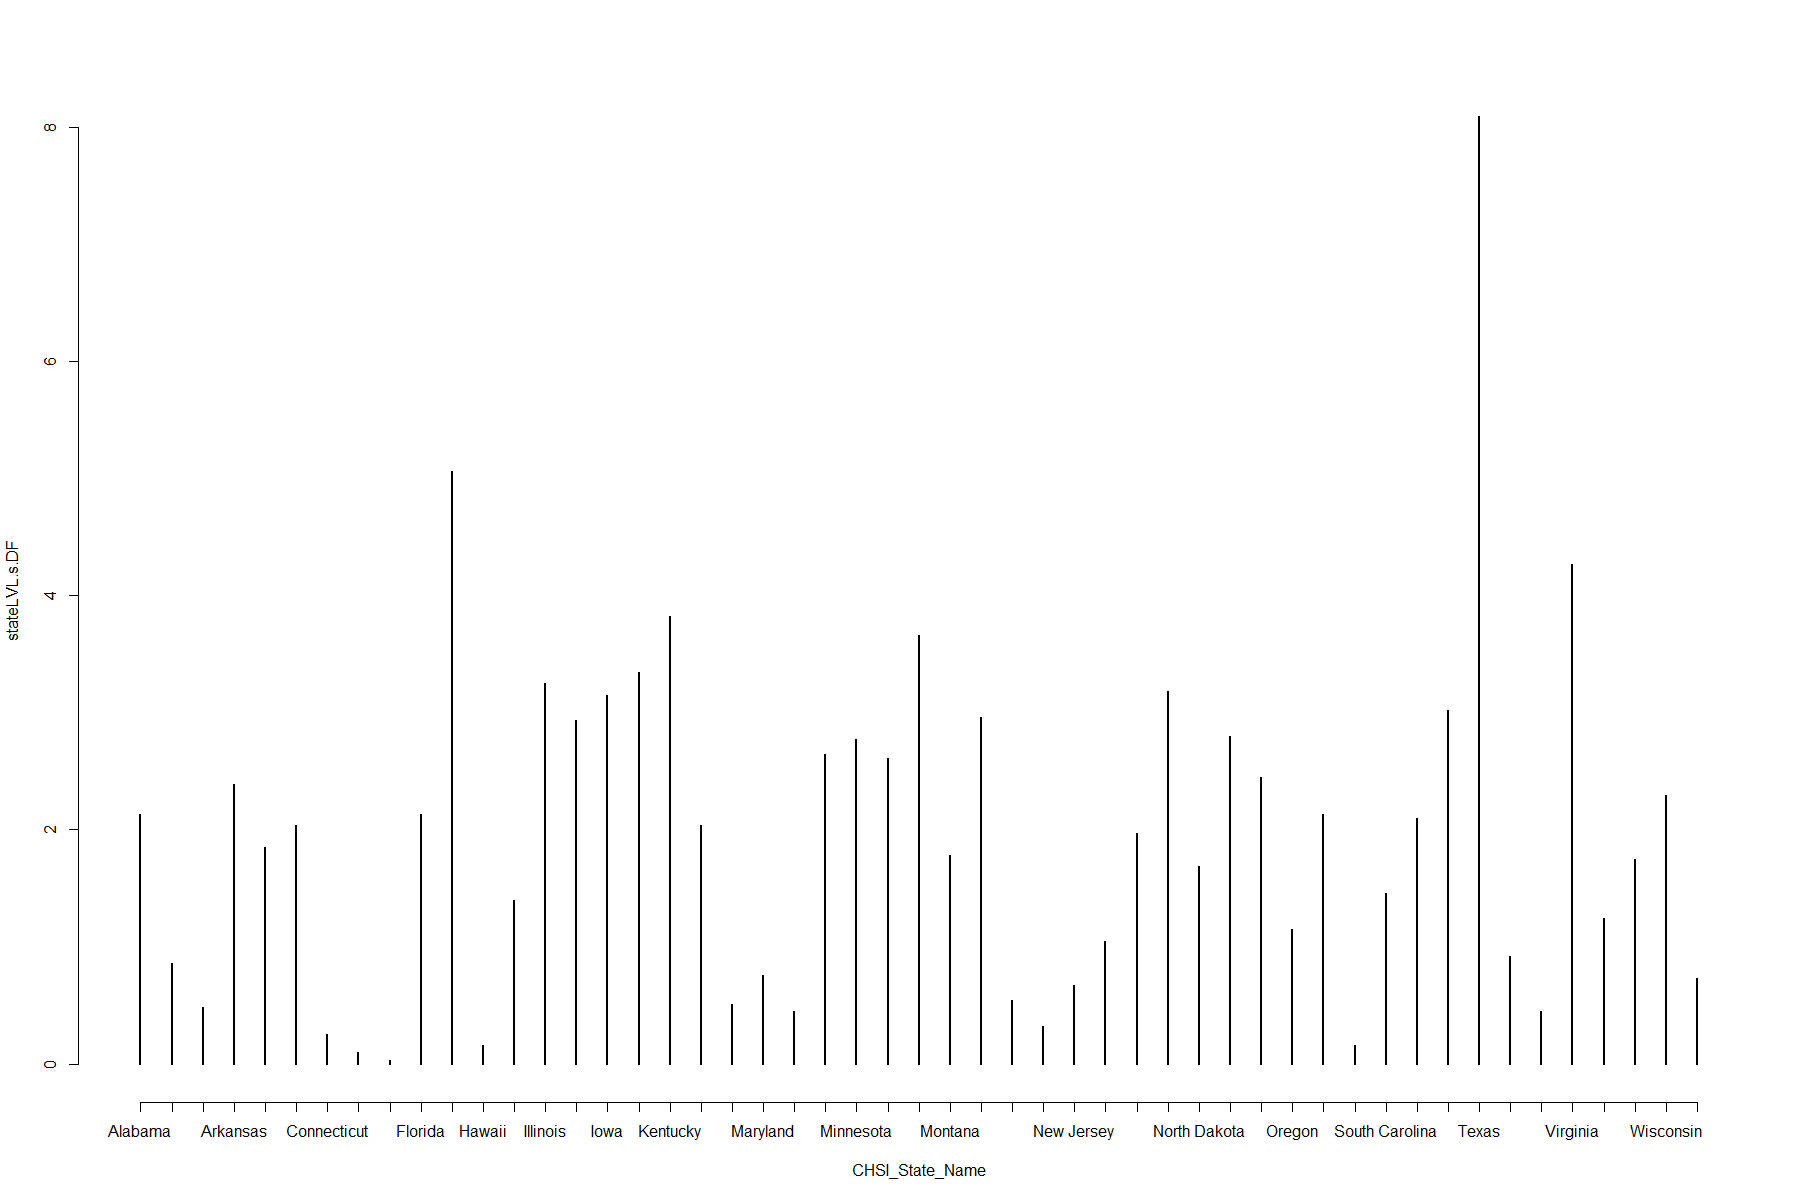 8
6
4
2
0
stateLVL.s.DF
Alabama Arkansas Connecticut Florida Hawaii Illinois Iowa Kentucky Maryland Minnesota Montana New Jersey North Dakota Oregon South Carolina Texas Virginia Wisconsin
CHSI_State_Name